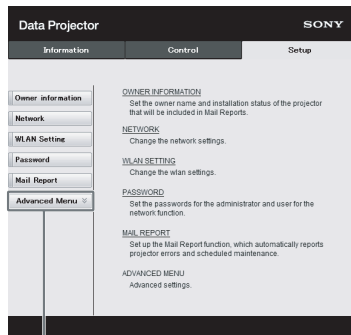 Data Projector
SONY
Information
Control
Setup
Owner information
Network
WLAN Setting
Password
Mail Report
Advanced Menu
OWNER INFORMATION
Set the owner name and installation status of the projector
that will be included in Mail Reports.
NETWORK
Change the network settings.
WLAN SETTING
Change the wlan settings.
PASSWORD
Set the passwords for the administrator and user for the
network function.
MAIL REPORT
Set up the Mail Report function, which automatically reports
projector errors and scheduled maintenance.
ADVANCED MENU
Advanced settings.